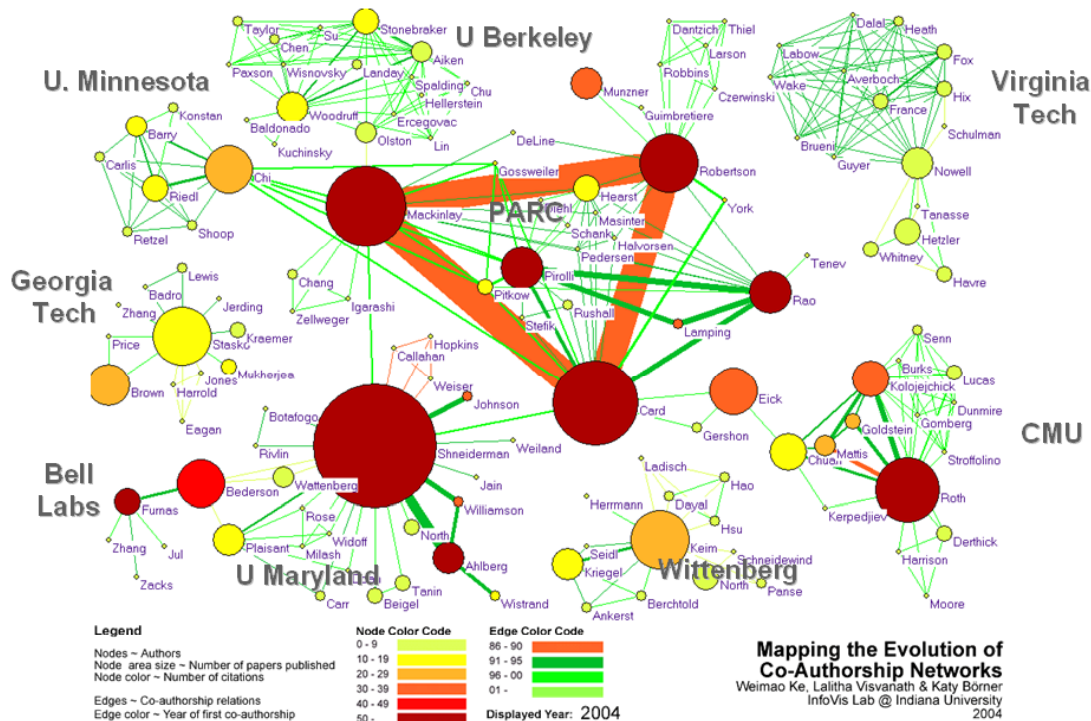 Taylor
Su
Stonebraker
Chen
U Berkeley
Aiken
Paxson
Wisnovsky
Landay
Spalding
Chu
Hellerstein
Woodruff
Ercegovac
Baldonado
Olston
Lin
Kuchinsky
Dantzich
Thiel
Larson
Robbins
Munzner
Czerwinski
Guimbretiere
DeLine
Robertson
Dalal
Heath
Labow
Fox
Virginia
Tech
Averboch
Wake
Hix
France
Schulman
Brueni
Guyer
Nowell
Tanasse
Hetzler
Whitney
Havre
U. Minnesota
Konstan
Barry
Carlis
Chi
Riedl
Retzel
Shoop
Gossweiler
Mackinlay
PARC
Hearst
York
Masinter
Schank
Halvorsen
Pedersen
Tenev
Pirolli
Rao
Pitkow
Rushall
Stefik
Lamping
Chang
Igarashi
Zellweger
Georgia
Tech
Lewis
Badro
Zhang
Jerding
Stasko
Kraemer
Price
Mukherjea
Jones
Brown
Harrold
Eagan
Hopkins
Callahan
Weiser
Johnson
Card
Eick
Gershon
Botafogo
Rivlin
Shneiderman
Weiland
Senn
Burks
Kolojejchick
Lucas
Dunmire
Goldstein
Gomberg
CMU
Mattis
Chuah
Stroffolino
Roth
Kerpedjiev
Derthick
Harrison
Moore
Bell
Labs
Bederson
Wattenberg
Jain
Furnas
Williamson
Rose
North
Zhang
Jul
Plaisant
Widoff
Milash
Ahlberg
Zacks
U Maryland
Tanin
Carr
Beigel
Wistrand
Ladisch
Hao
Herrmann
Dayal
Hsu
Keim
Seidl
Schneidewind
Wittenberg
Kriegel
North
Panse
Berchtold
Ankerst
Legend
Nodes ~ Authors
Node area size ~ Number of papers published
Node color ~ Number of citations
Edges ~ Co-authorship relations
Edge color ~ Year of first co-authorship
Node Color Code
0 - 9
10 - 19
20 - 29
30 - 39
40 - 49
50 -
Edge Color Code
86 - 90
91 - 95
96 - 00
01 -
Displayed Year: 2004
Mapping the Evolution of
Co-Authorship Networks
Weimao Ke, Lalitha Visvanath & Katy Börner
InfoVis Lab @ Indiana University
2004